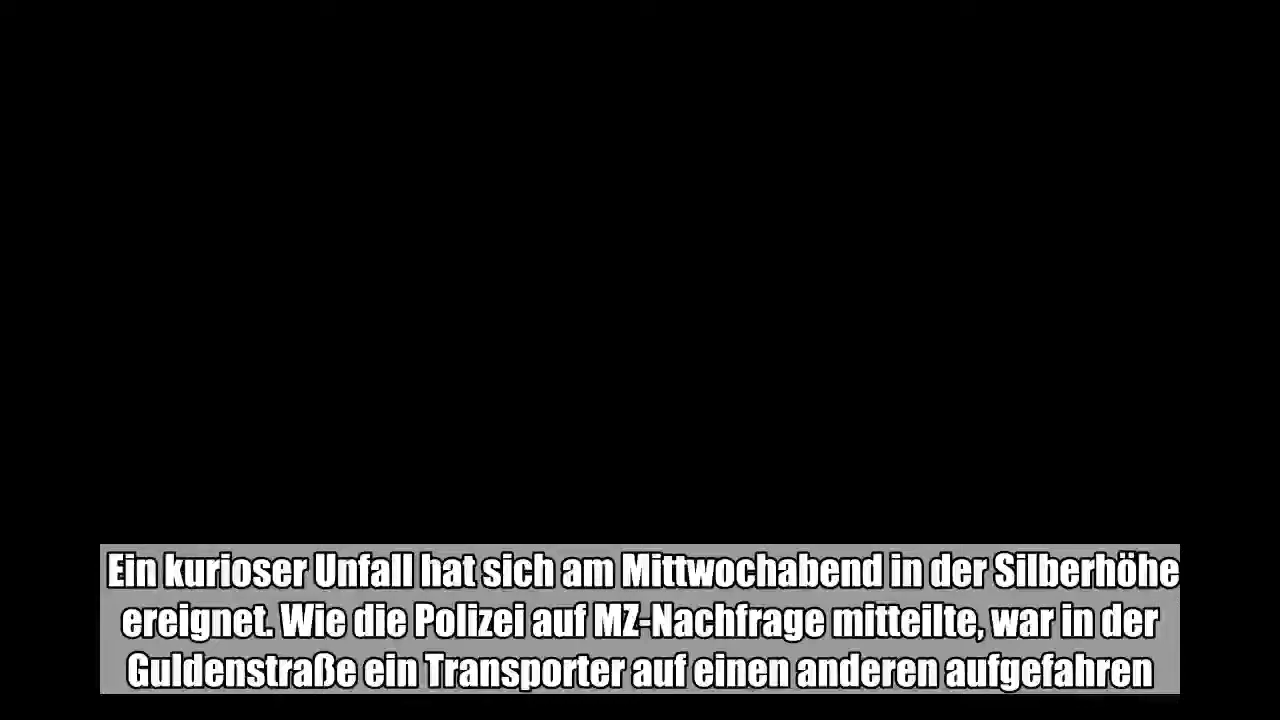 Ein kurioser Unfall hat sich am Mittwochabend in der Silberhöhe
ereignet. Wie die Polizei auf MZ-Nachfrage mitteilte, war in der
Guldenstraße ein Transporter auf einen anderen aufgefahren